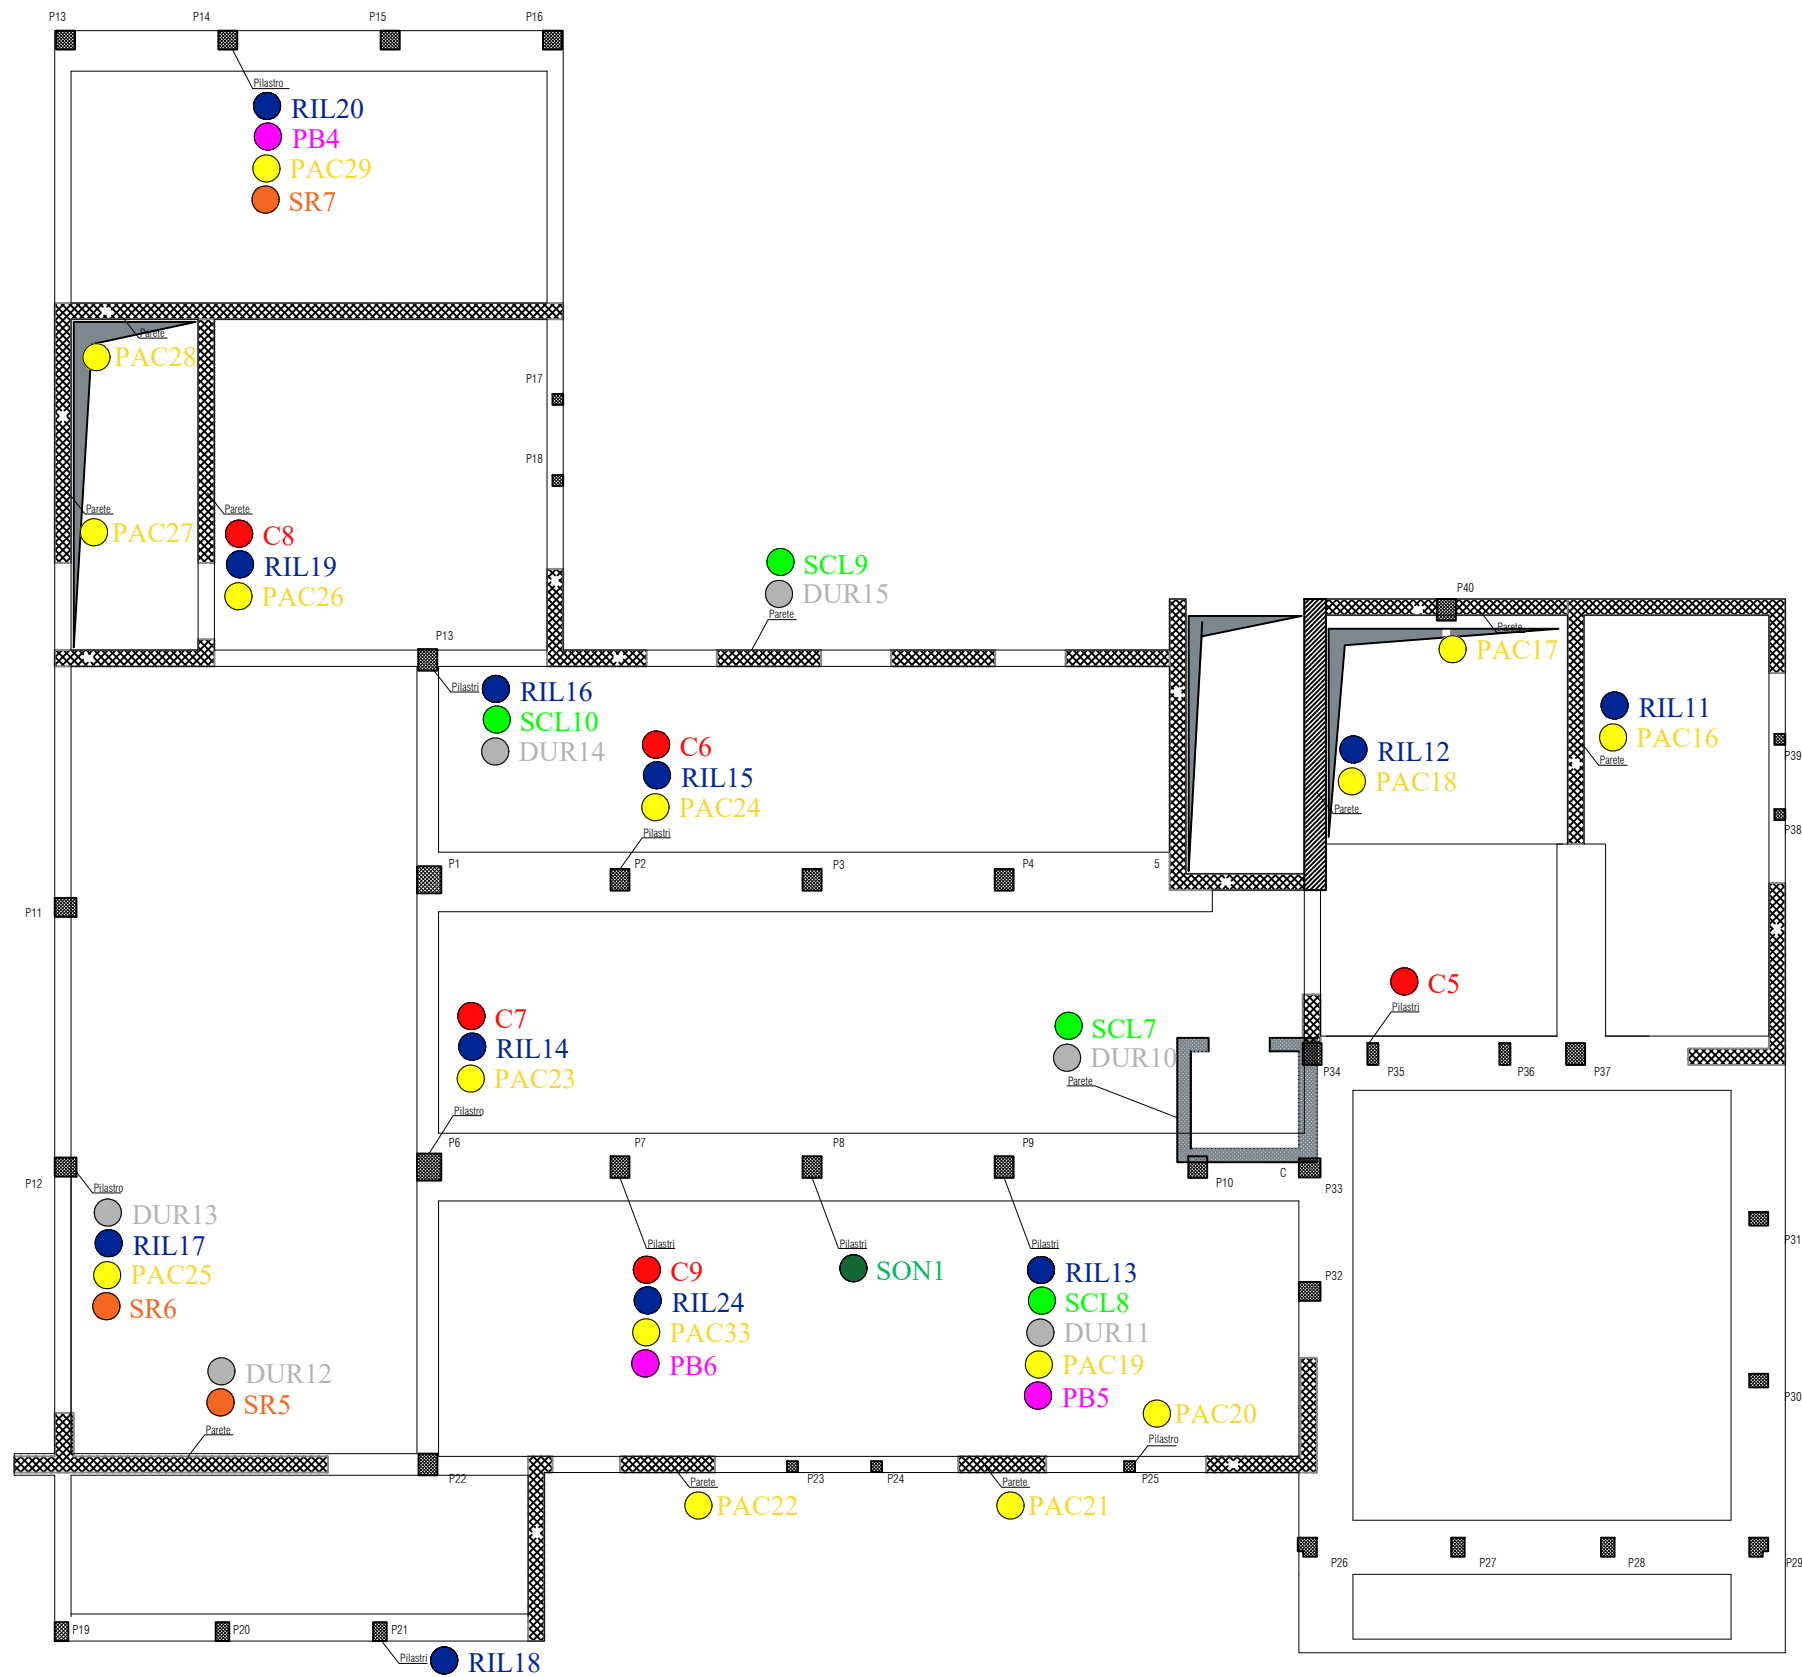 P13 P14 P15 P16
Pilastro
RIL20
PB4
PAC29
SR7
Parete
PAC28
P17
P18
Parete
PAC27
Parete
C8
RIL19
PAC26
SCL9
DUR15
Parete
P13
Pilastri
RIL16
SCL10
DUR14
C6
RIL15
PAC24
Pilastri
P40
Parete
PAC17
RIL11
PAC16
Parete
RIL12
PAC18
Parete
P39
P38
P1 P2 P3 P4 5
P11
C7
RIL14
PAC23
Pilastro
SCL7
DUR10
Parete
C5
Pilastri
P34 P35 P36 P37
P6 P7 P8 P9
P10 C P33
P12
Pilastro
DUR13
RIL17
PAC25
SR6
DUR12
SR5
Parete
Pilastri
C9
RIL24
PAC33
PB6
Pilastri
SON1
Pilastri
RIL13
SCL8
DUR11
PAC19
PB5
PAC20
Pilastro
P31
P32
P30
P22 P23 P24 P25
Parete
PAC22
Parete
PAC21
P26 P27 P28 P29
P19 P20 P21
Pilastri
RIL18